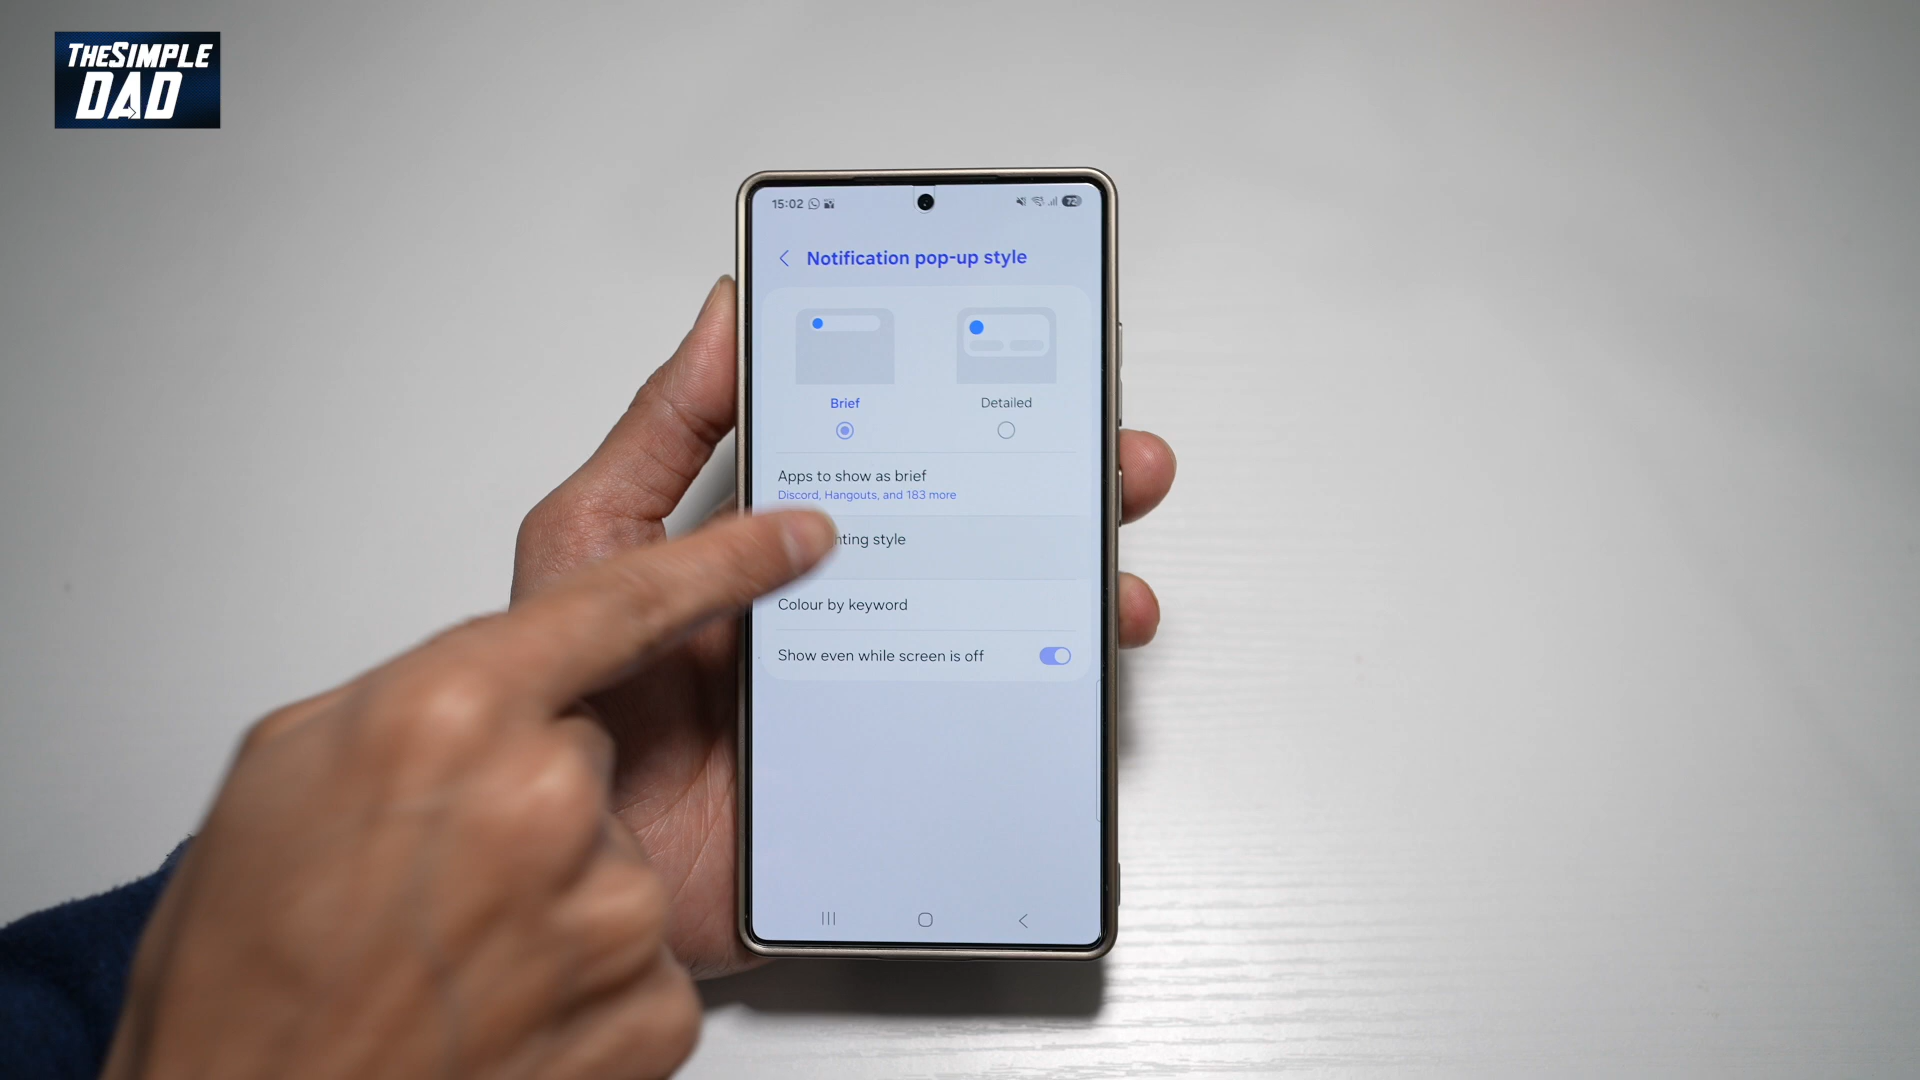 THESIMPLE
DAD
15:02
72
Notification pop-up style
Brief
Detailed
Apps to show as brief
Discord, Hangouts, and 183 more
style
Colour by keyword
Show even while screen is off